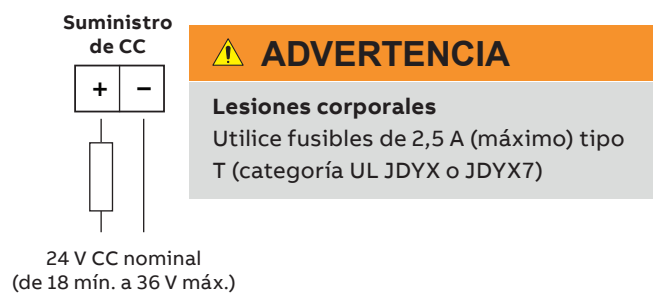 Suministro
de CC
+ −
ADVERTENCIA
Lesiones corporales
Utilice fusibles de 2,5 A (máximo) tipo
T (categoría UL JDYX o JDYX7)
24 V CC nominal
(de 18 mín. a 36 V máx.)